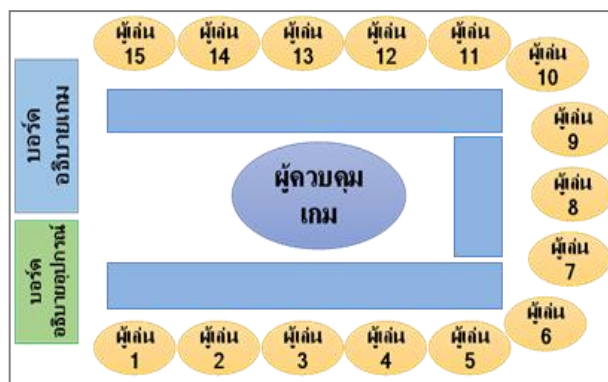 ผู้เล่น
15
ผู้เล่น
14
ผู้เล่น
13
ผู้เล่น
12
ผู้เล่น
11
ผู้เล่น
10
บอร์ด
อธิบายเกม
ผู้เล่น
9
ผู้ควบคุม
เกม
ผู้เล่น
8
บอร์ด
อธิบายอุปกรณ์
ผู้เล่น
7
ผู้เล่น
1
ผู้เล่น
2
ผู้เล่น
3
ผู้เล่น
4
ผู้เล่น
5
ผู้เล่น
6